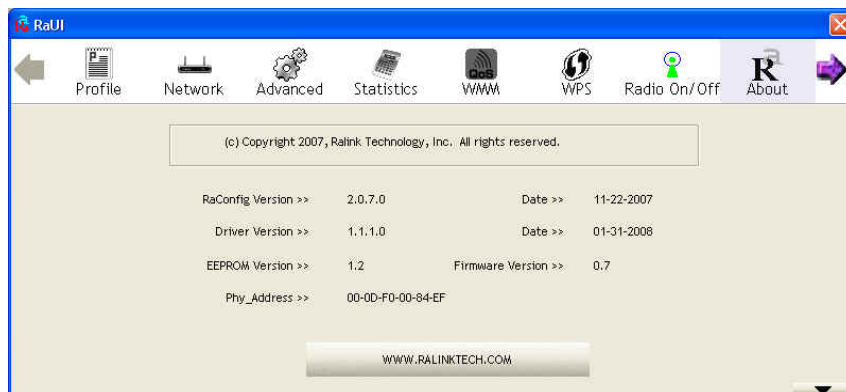 RaUI
Profile Network Advanced Statistics QoS WMM WPS Radio On/Off About
(c) Copyright 2007, Ralink Technology, Inc. All rights reserved.
RaConfig Version >> 2.0.7.0 Date >> 11-22-2007
Driver Version >> 1.1.1.0 Date >> 01-31-2008
EEPROM Version >> 1.2 Firmware Version >> 0.7
Phy_Address >> 00-0D-F0-00-84-EF
WWW.RALINKTECH.COM